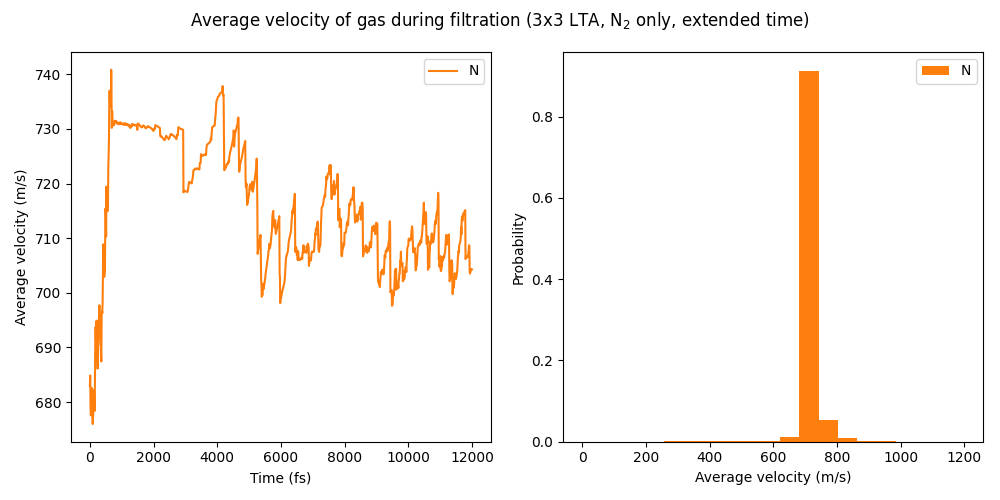 Average velocity of gas during filtration (3x3 LTA, N₂ only, extended time)
N
740
730
720
710
700
690
680
Average velocity (m/s)
0 2000 4000 6000 8000 10000 12000
Time (fs)
N
0.8
0.6
0.4
0.2
0.0
Probability
0 200 400 600 800 1000 1200
Average velocity (m/s)